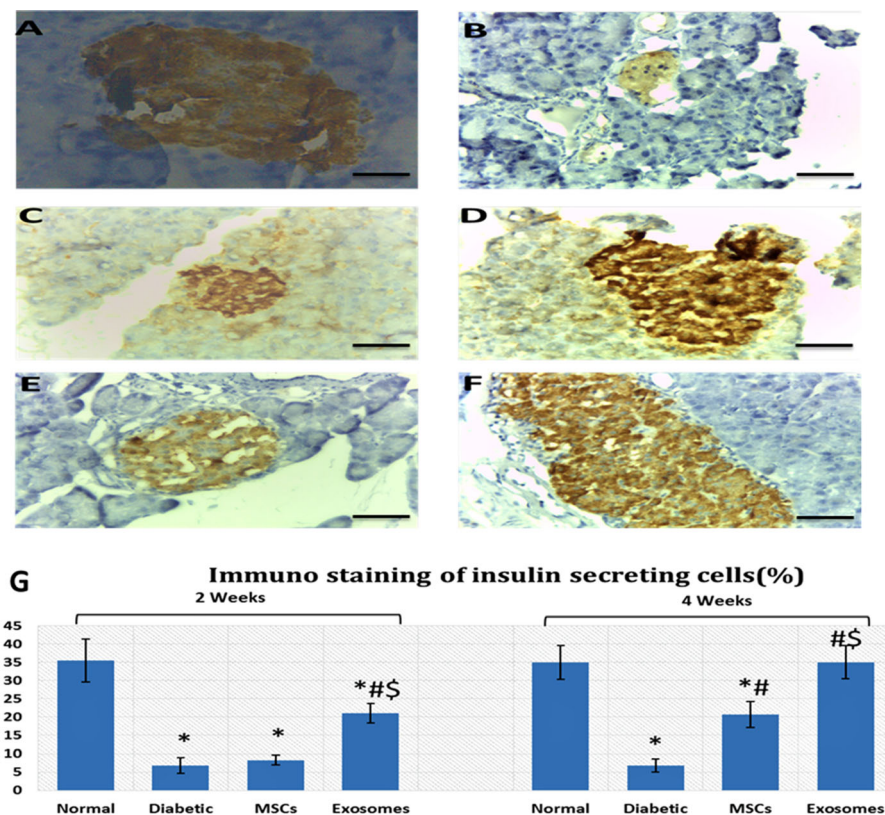 A
B
C
D
E
F
G
Immuno staining of insulin secreting cells(%)
2 Weeks
4 Weeks
45
40
35
30
25
20
15
10
5
0
*
*
*#$
*
*#
#$
Normal Diabetic MSCs Exosomes Normal Diabetic MSCs Exosomes